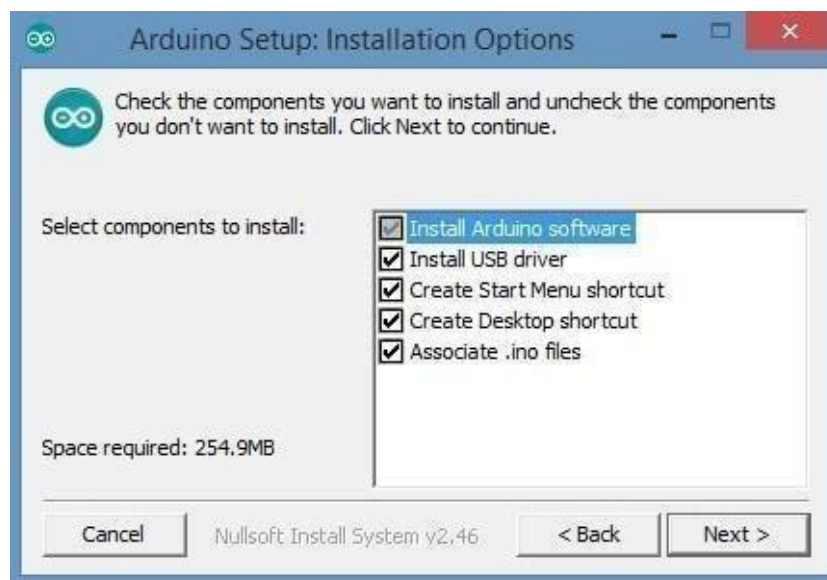 Arduino Setup: Installation Options
Check the components you want to install and uncheck the components
you don't want to install. Click Next to continue.
Select components to install:
Install Arduino software
Install USB driver
Create Start Menu shortcut
Create Desktop shortcut
Associate .ino files
Space required: 254.9MB
Cancel
Nullsoft Install System v2.46
< Back
Next >